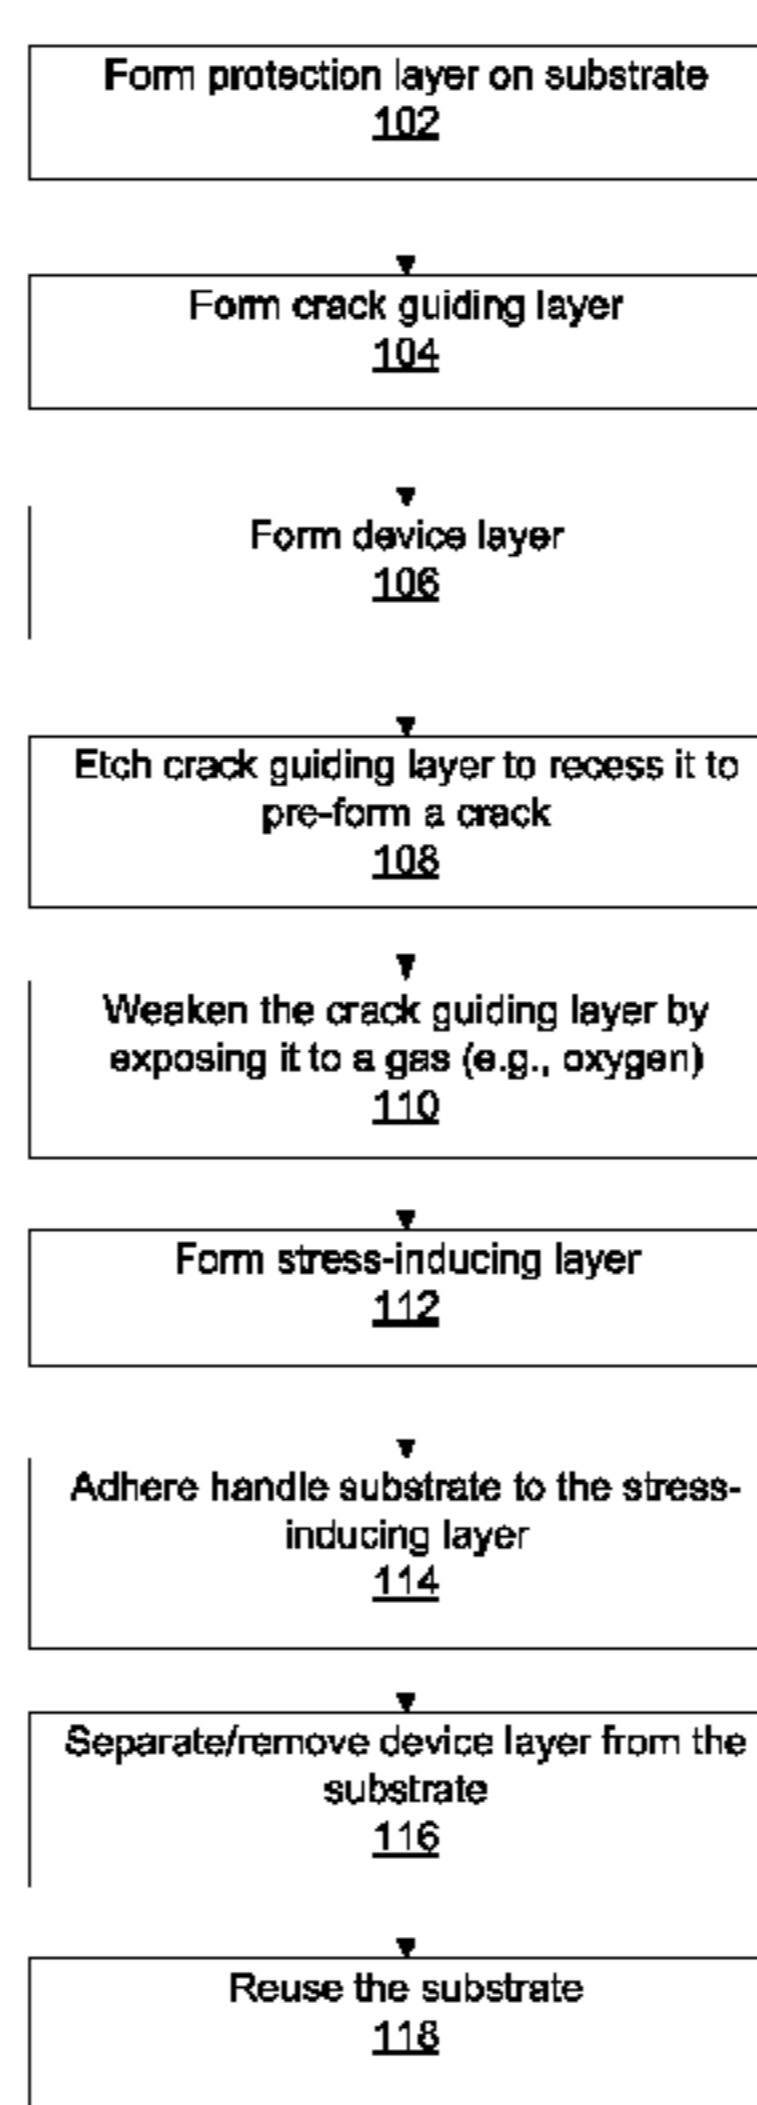 Form protection layer on substrate
102
Form crack guiding layer
104
Form device layer
106
Etch crack guiding layer to recess it to
pre-form a crack
108
Weaken the crack guiding layer by
exposing it to a gas (e.g., oxygen)
110
Form stress-inducing layer
112
Adhere handle substrate to the stress-
inducing layer
114
Separate/remove device layer from the
substrate
116
Reuse the substrate
118